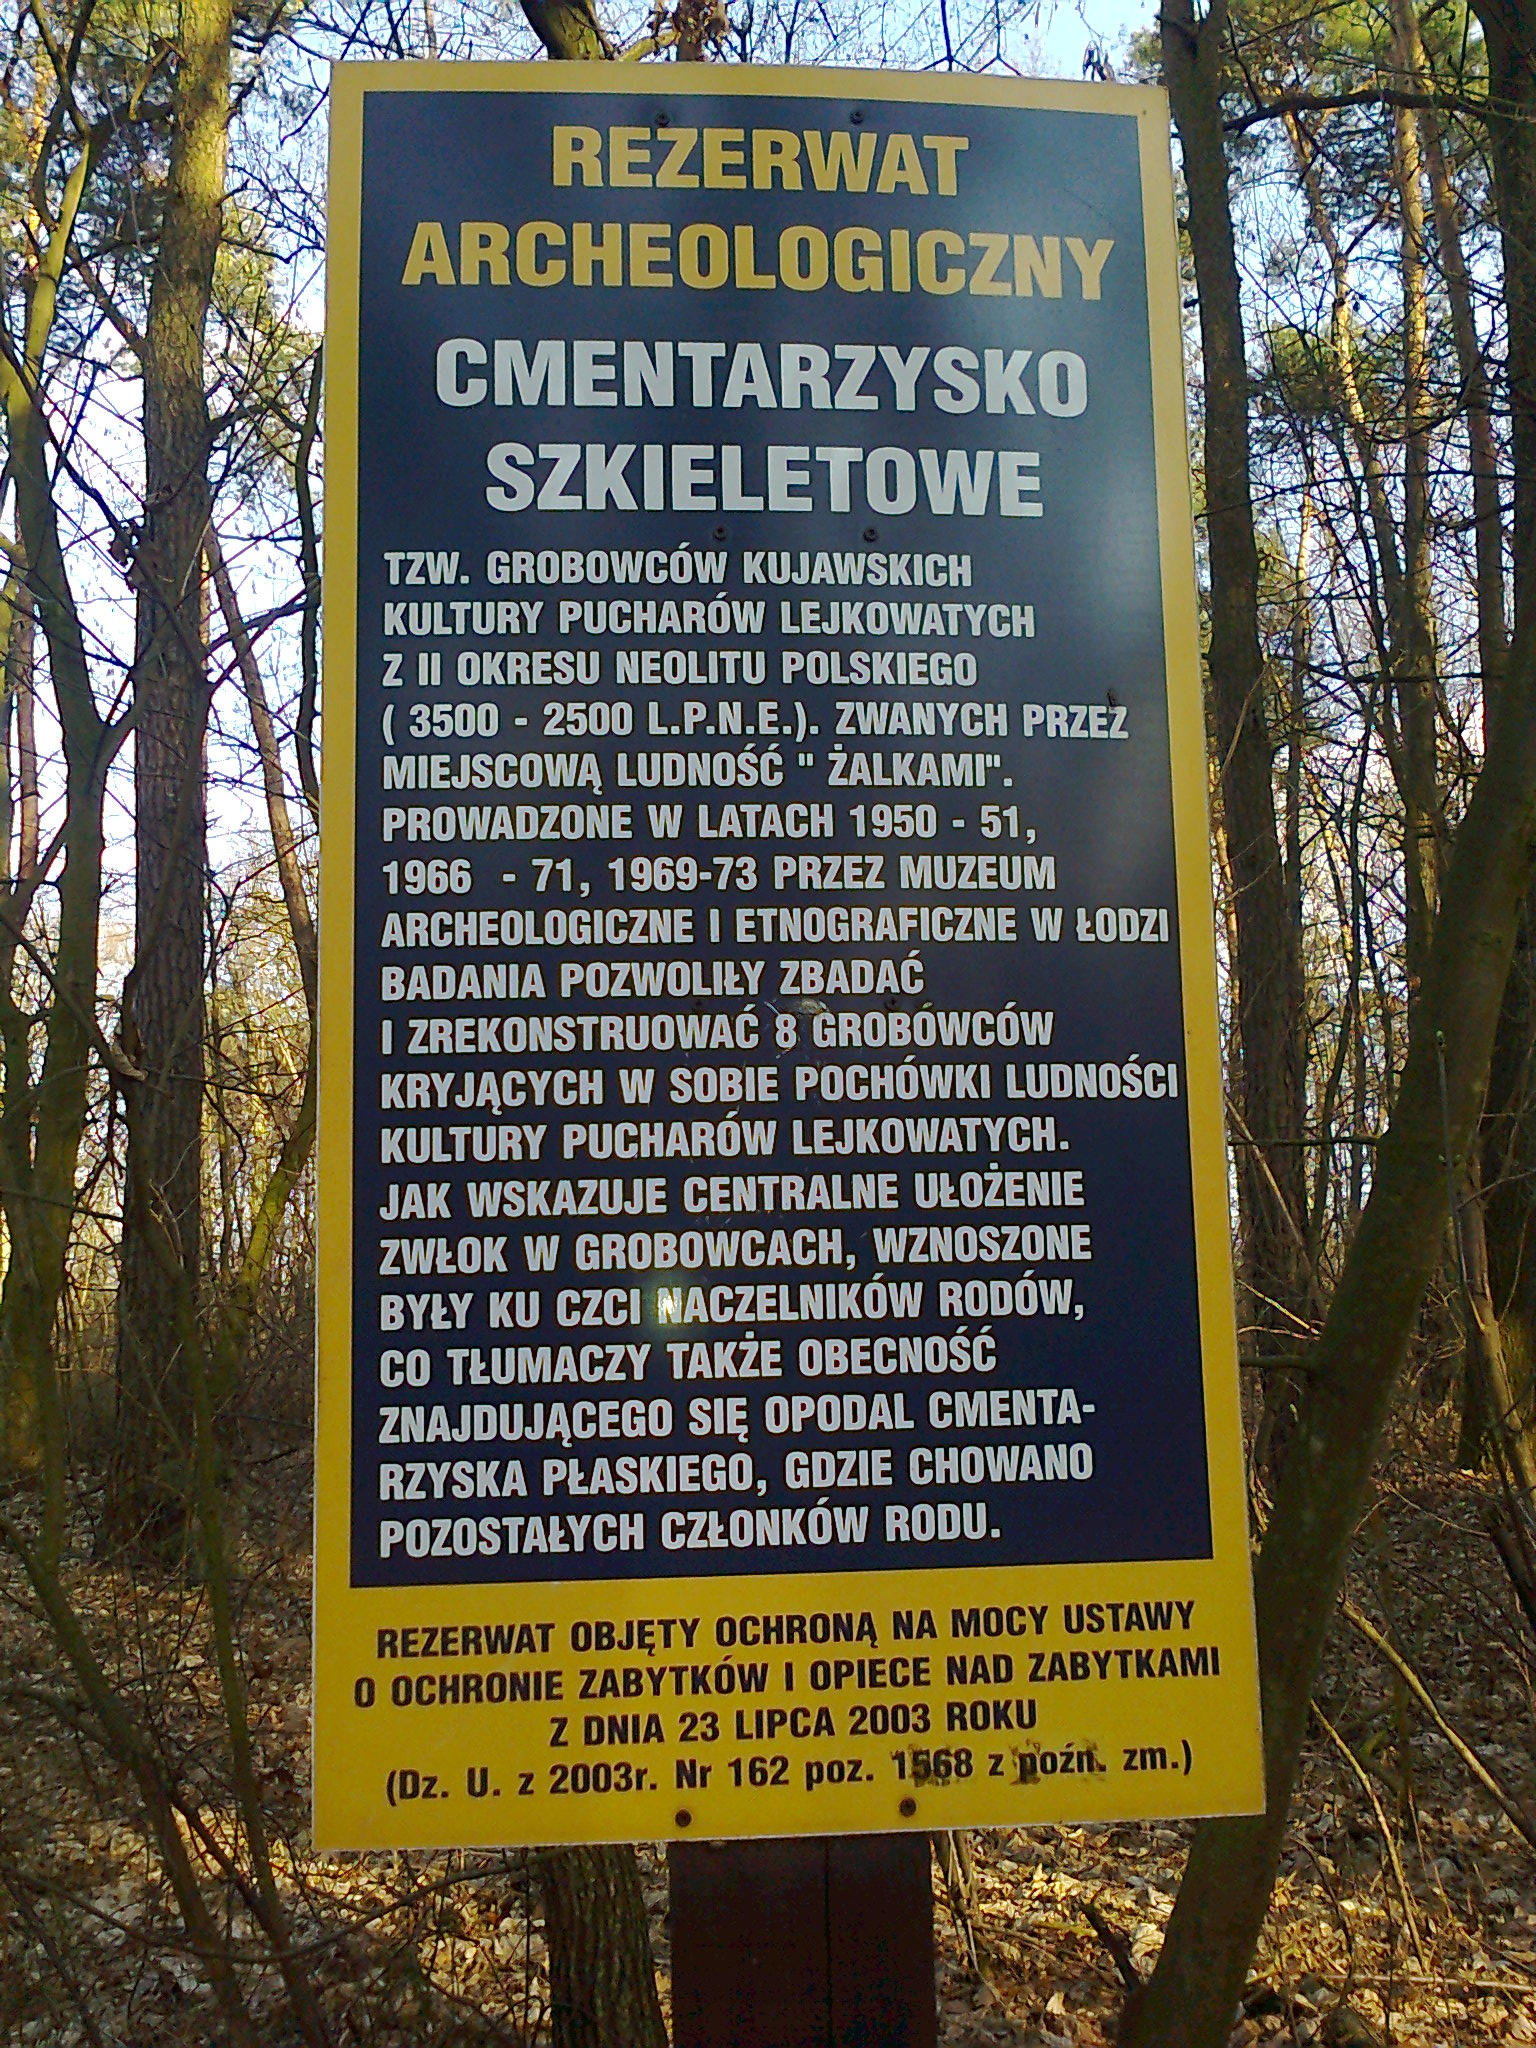 REZERWAT
ARCHEOLOGICZNY
CMENTARZYSKO
SZKIELETOWE
TZW. GROBOWCÓW KUJAWSKICH
KULTURY PUCHARÓW LEJKOWATYCH
Z II OKRESU NEOLITU POLSKIEGO
( 3500 - 2500 L.P.N.E.). ZWANYCH PRZEZ
MIEJSCOWĄ LUDNOŚĆ " ŻALKAMI".
PROWADZONE W LATACH 1950 - 51,
1966 - 71, 1969-73 PRZEZ MUZEUM
ARCHEOLOGICZNE I ETNOGRAFICZNE W ŁODZI
BADANIA POZWOLIŁY ZBADAĆ
I ZREKONSTRUOWAĆ 8 GROBOWCÓW
KRYJĄCYCH W SOBIE POCHÓWKI LUDNOŚCI
KULTURY PUCHARÓW LEJKOWATYCH.
JAK WSKAZUJE CENTRALNE UŁOŻENIE
ZWŁOK W GROBOWCACH, WZNOSZONE
BYŁY KU CZCI NACZELNIKÓW RODÓW,
CO TŁUMACZY TAKŻE OBECNOŚĆ
ZNAJDUJĄCEGO SIĘ OPODAL CMENTA-
RZYSKA PŁASKIEGO, GDZIE CHOWANO
POZOSTAŁYCH CZŁONKÓW RODU.
REZERWAT OBJĘTY OCHRONĄ NA MOCY USTAWY
O OCHRONIE ZABYTKÓW I OPIECE NAD ZABYTKAMI
Z DNIA 23 LIPCA 2003 ROKU
(Dz. U. z 2003r. Nr 162 poz. 1568 z poźn. zm.)